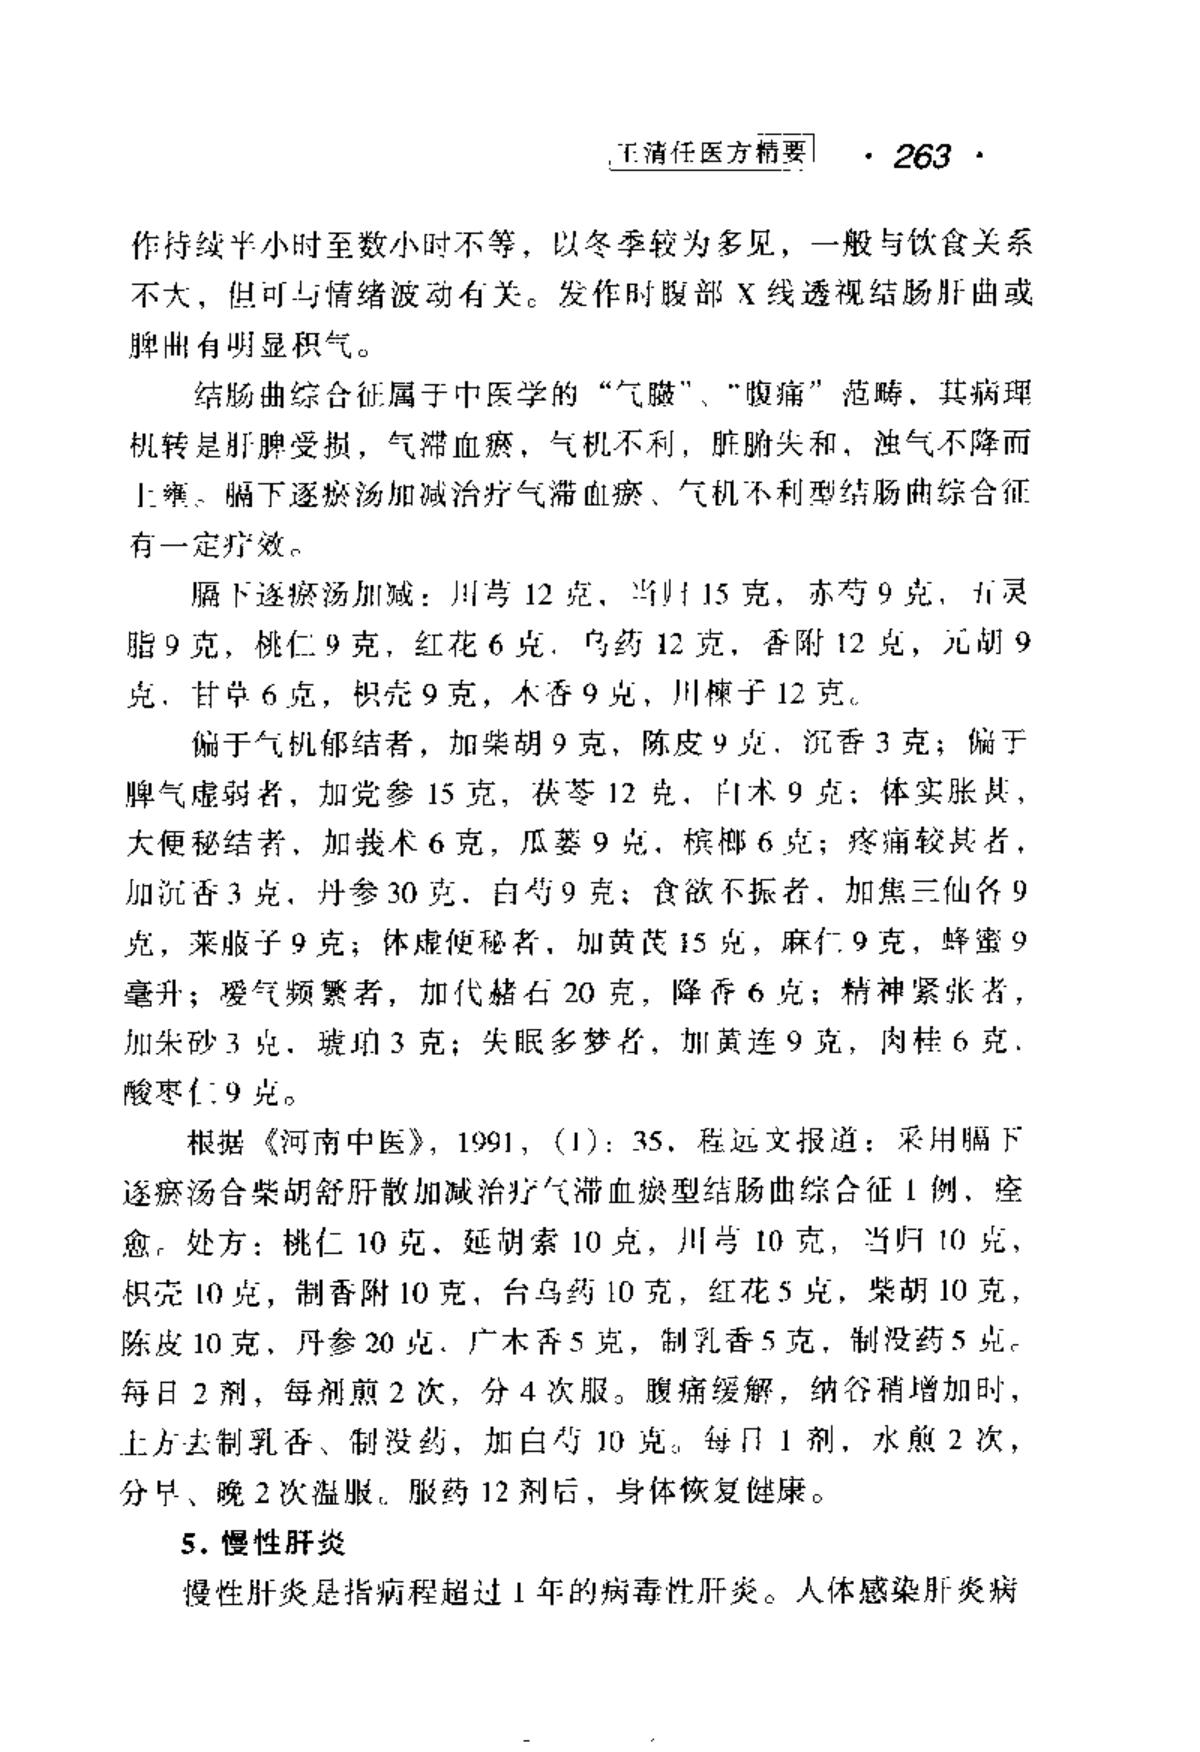 王清任医方精要 · 263 ·
作持续半小时至数小时不等，以冬季较为多见，一般与饮食关系
不大，但可与情绪波动有关。发作时腹部 X 线透视结肠肝曲或
脾曲有明显积气。
结肠曲综合征属于中医学的“气臌”、“腹痛”范畴，其病理
机转是肝脾受损，气滞血瘀，气机不利，脏腑失和，浊气不降而
上壅。膈下逐瘀汤加减治疗气滞血瘀、气机不利型结肠曲综合征
有一定疗效。
膈下逐瘀汤加减：川芎 12 克，当归 15 克，赤芍 9 克，五灵
脂 9 克，桃仁 9 克，红花 6 克，乌药 12 克，香附 12 克，元胡 9
克，甘草 6 克，枳壳 9 克，木香 9 克，川楝子 12 克。
偏于气机郁结者，加柴胡 9 克，陈皮 9 克，沉香 3 克；偏于
脾气虚弱者，加党参 15 克，茯苓 12 克，白术 9 克；体实胀甚，
大便秘结者，加莪术 6 克，瓜蒌 9 克，槟榔 6 克；疼痛较甚者，
加沉香 3 克，丹参 30 克，白芍 9 克；食欲不振者，加焦三仙各 9
克，莱服子 9 克；体虚便秘者，加黄芪 15 克，麻仁 9 克，蜂蜜 9
毫升；嗳气频繁者，加代赭石 20 克，降香 6 克；精神紧张者，
加朱砂 3 克，琥珀 3 克；失眠多梦者，加黄连 9 克，肉桂 6 克，
酸枣仁 9 克。
根据《河南中医》，1991，（1）：35，程远文报道：采用膈下
逐瘀汤合柴胡舒肝散加减治疗气滞血瘀型结肠曲综合征 1 例，痊
愈。处方：桃仁 10 克，延胡索 10 克，川芎 10 克，当归 10 克，
枳壳 10 克，制香附 10 克，台乌药 10 克，红花 5 克，柴胡 10 克，
陈皮 10 克，丹参 20 克，广木香 5 克，制乳香 5 克，制没药 5 克。
每日 2 剂，每剂煎 2 次，分 4 次服。腹痛缓解，纳谷稍增加时，
上方去制乳香、制没药，加白芍 10 克。每日 1 剂，水煎 2 次，
分早、晚 2 次温服。服药 12 剂后，身体恢复健康。
5. 慢性肝炎
慢性肝炎是指病程超过 1 年的病毒性肝炎。人体感染肝炎病